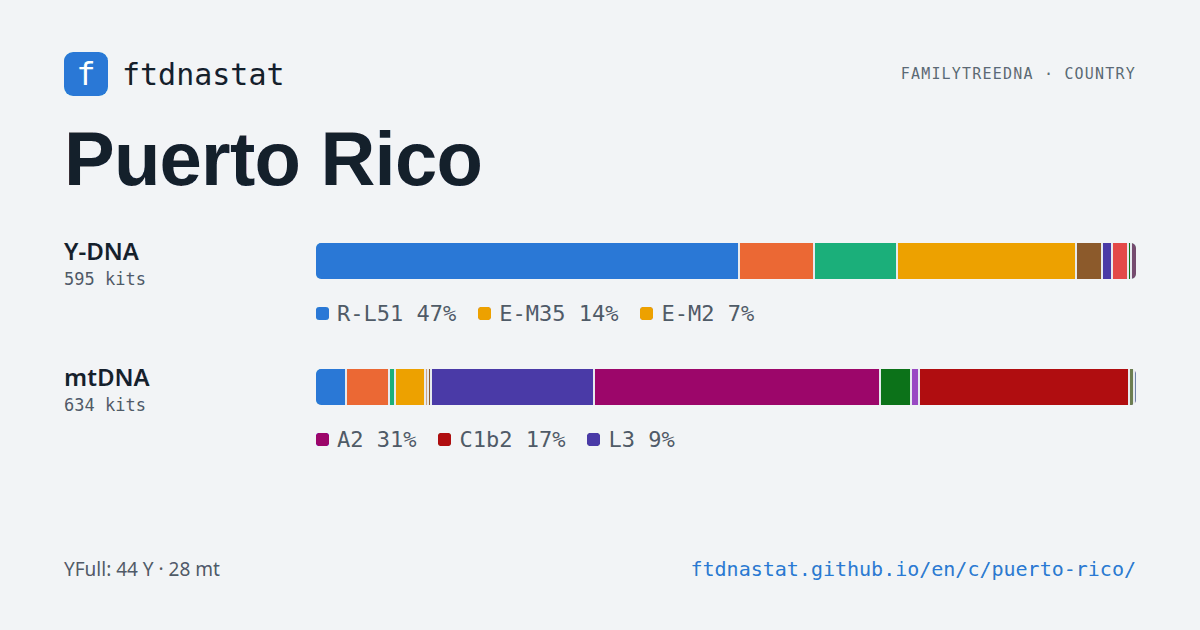 f ftdnastat
FAMILYTREEDNA · COUNTRY
Puerto Rico
Y-DNA
595 kits
R-L51 47% E-M35 14% E-M2 7%
mtDNA
634 kits
A2 31% C1b2 17% L3 9%
YFull: 44 Y · 28 mt
ftdnastat.github.io/en/c/puerto-rico/